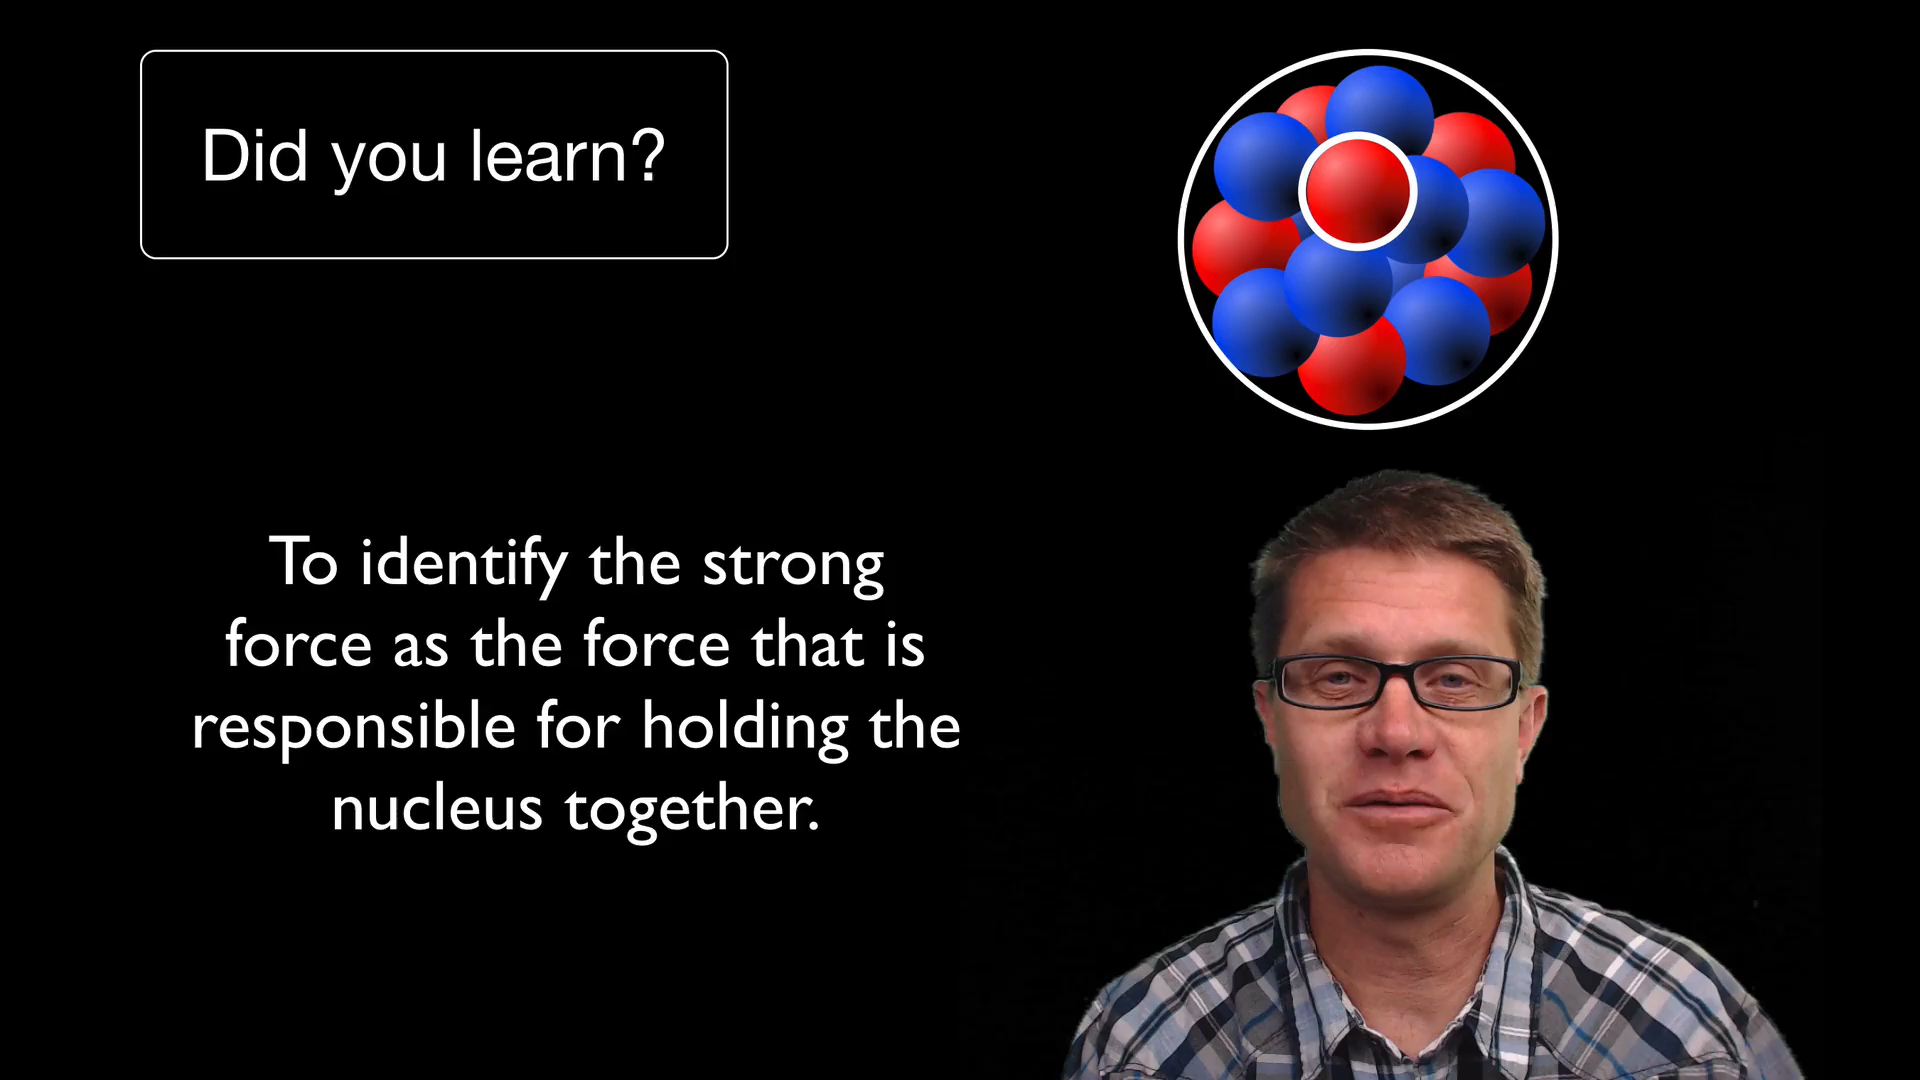 Did you learn?
To identify the strong
force as the force that is
responsible for holding the
nucleus together.